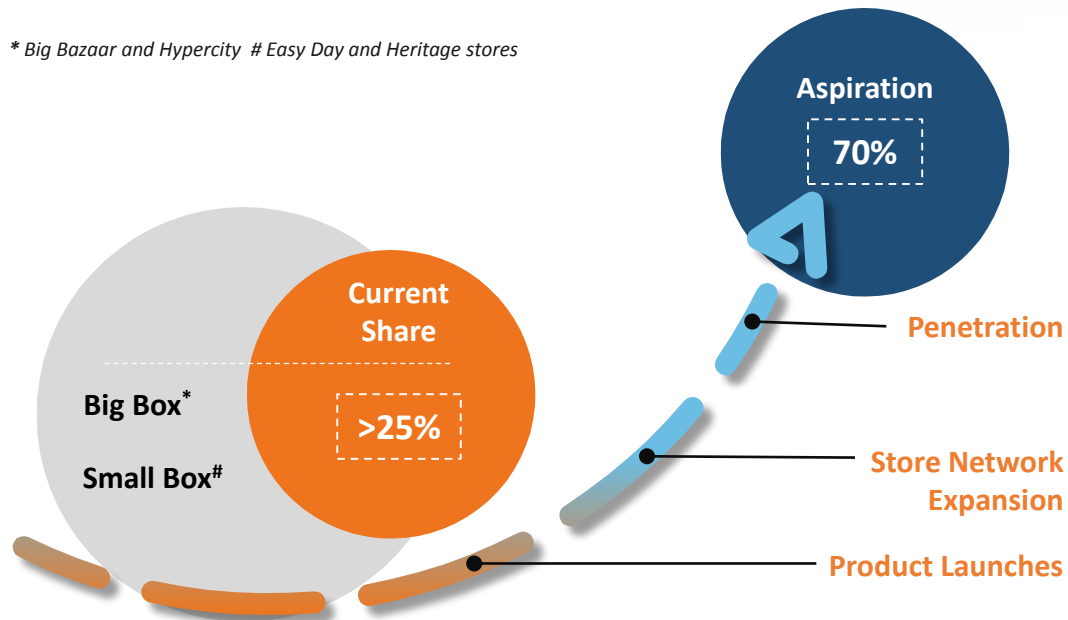 * Big Bazaar and Hypercity # Easy Day and Heritage stores
Aspiration
70%
Current
Share
>25%
Big Box*
Small Box#
Penetration
Store Network
Expansion
Product Launches